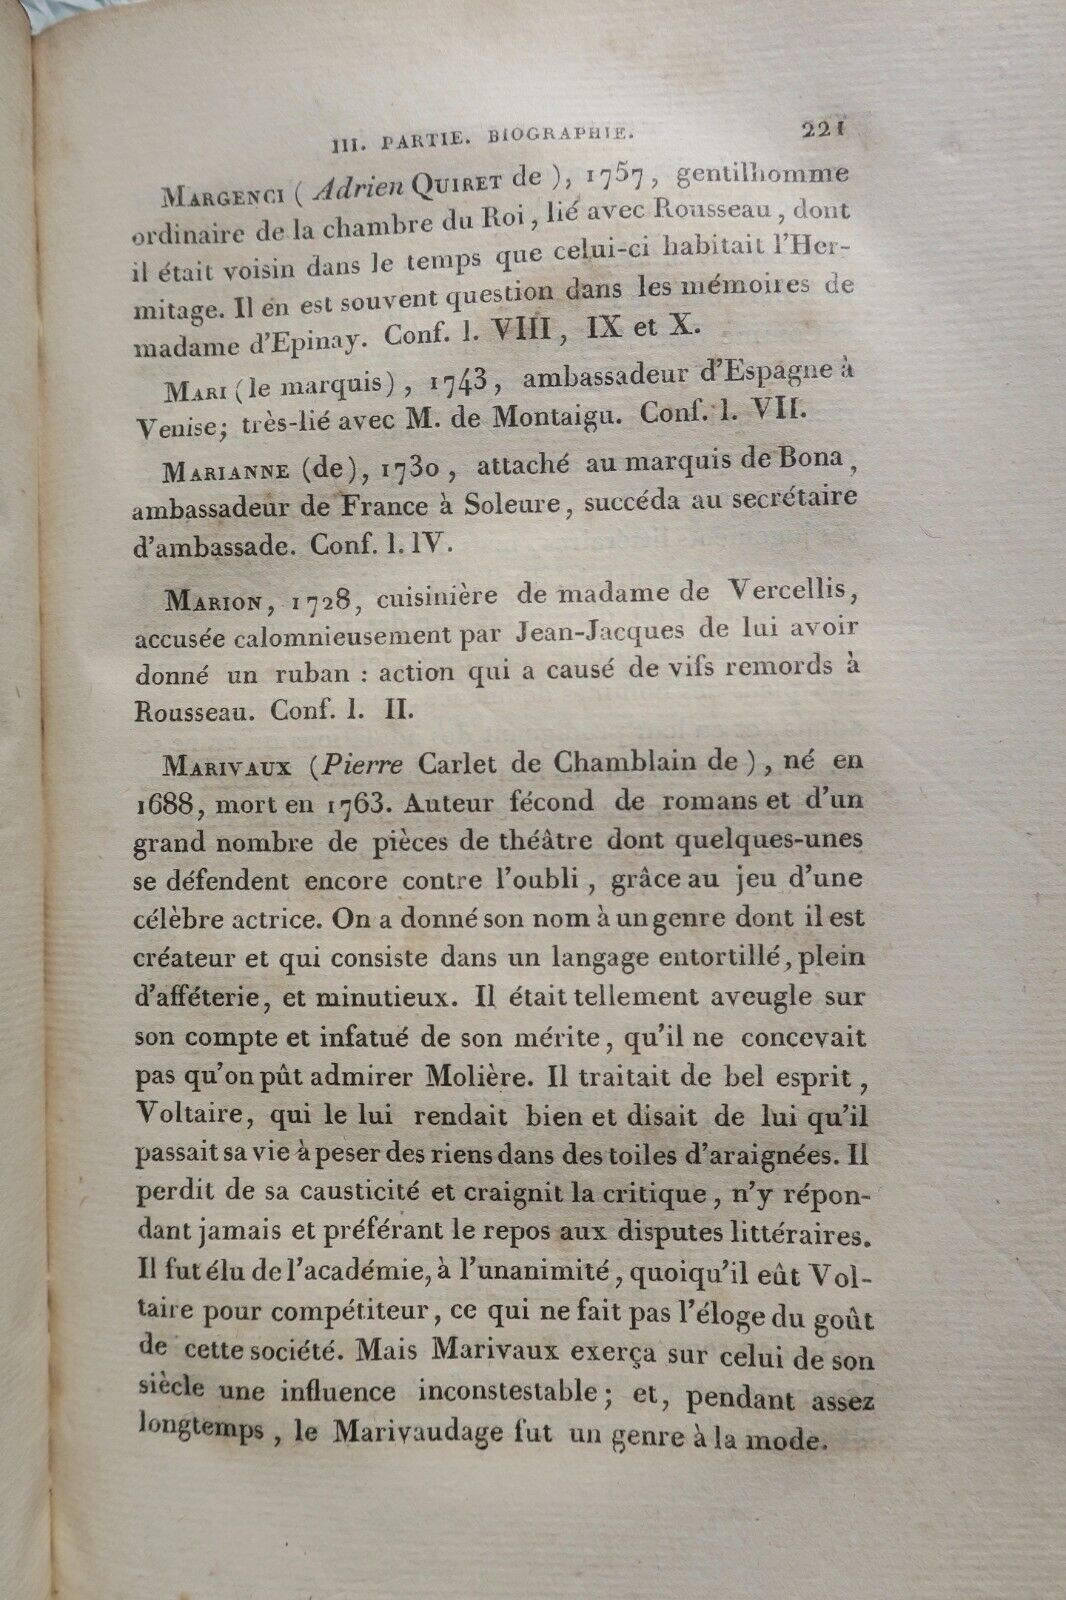 III. PARTIE. BIOGRAPHIE. 221
MARGENCI (Adrien QUIRET de), 1757, gentilhomme
ordinaire de la chambre du Roi, lié avec Rousseau, dont
il était voisin dans le temps que celui-ci habitait l'Her-
mitage. Il en est souvent question dans les mémoires de
madame d'Epinay. Conf. l. VIII, IX et X.
MARI (le marquis), 1743, ambassadeur d'Espagne à
Venise; très-lié avec M. de Montaigu. Conf. l. VII.
MARIANNE (de), 1730, attaché au marquis de Bona,
ambassadeur de France à Soleure, succéda au secrétaire
d'ambassade. Conf. l. IV.
MARION, 1728, cuisinière de madame de Vercellis,
accusée calomnieusement par Jean-Jacques de lui avoir
donné un ruban : action qui a causé de vifs remords à
Rousseau. Conf. l. II.
MARIVAUX (Pierre Carlet de Chamblain de), né en
1688, mort en 1763. Auteur fécond de romans et d'un
grand nombre de pièces de théâtre dont quelques-unes
se défendent encore contre l'oubli, grâce au jeu d'une
célèbre actrice. On a donné son nom à un genre dont il est
créateur et qui consiste dans un langage entortillé, plein
d'afféterie, et minutieux. Il était tellement aveugle sur
son compte et infatué de son mérite, qu'il ne concevait
pas qu'on pût admirer Molière. Il traitait de bel esprit,
Voltaire, qui le lui rendait bien et disait de lui qu'il
passait sa vie à peser des riens dans des toiles d'araignées. Il
perdit de sa causticité et craignit la critique, n'y répon-
dant jamais et préférant le repos aux disputes littéraires.
Il fut élu de l'académie, à l'unanimité, quoiqu'il eût Vol-
taire pour compétiteur, ce qui ne fait pas l'éloge du goût
de cette société. Mais Marivaux exerça sur celui de son
siècle une influence inconstestable; et, pendant assez
longtemps, le Marivaudage fut un genre à la mode.